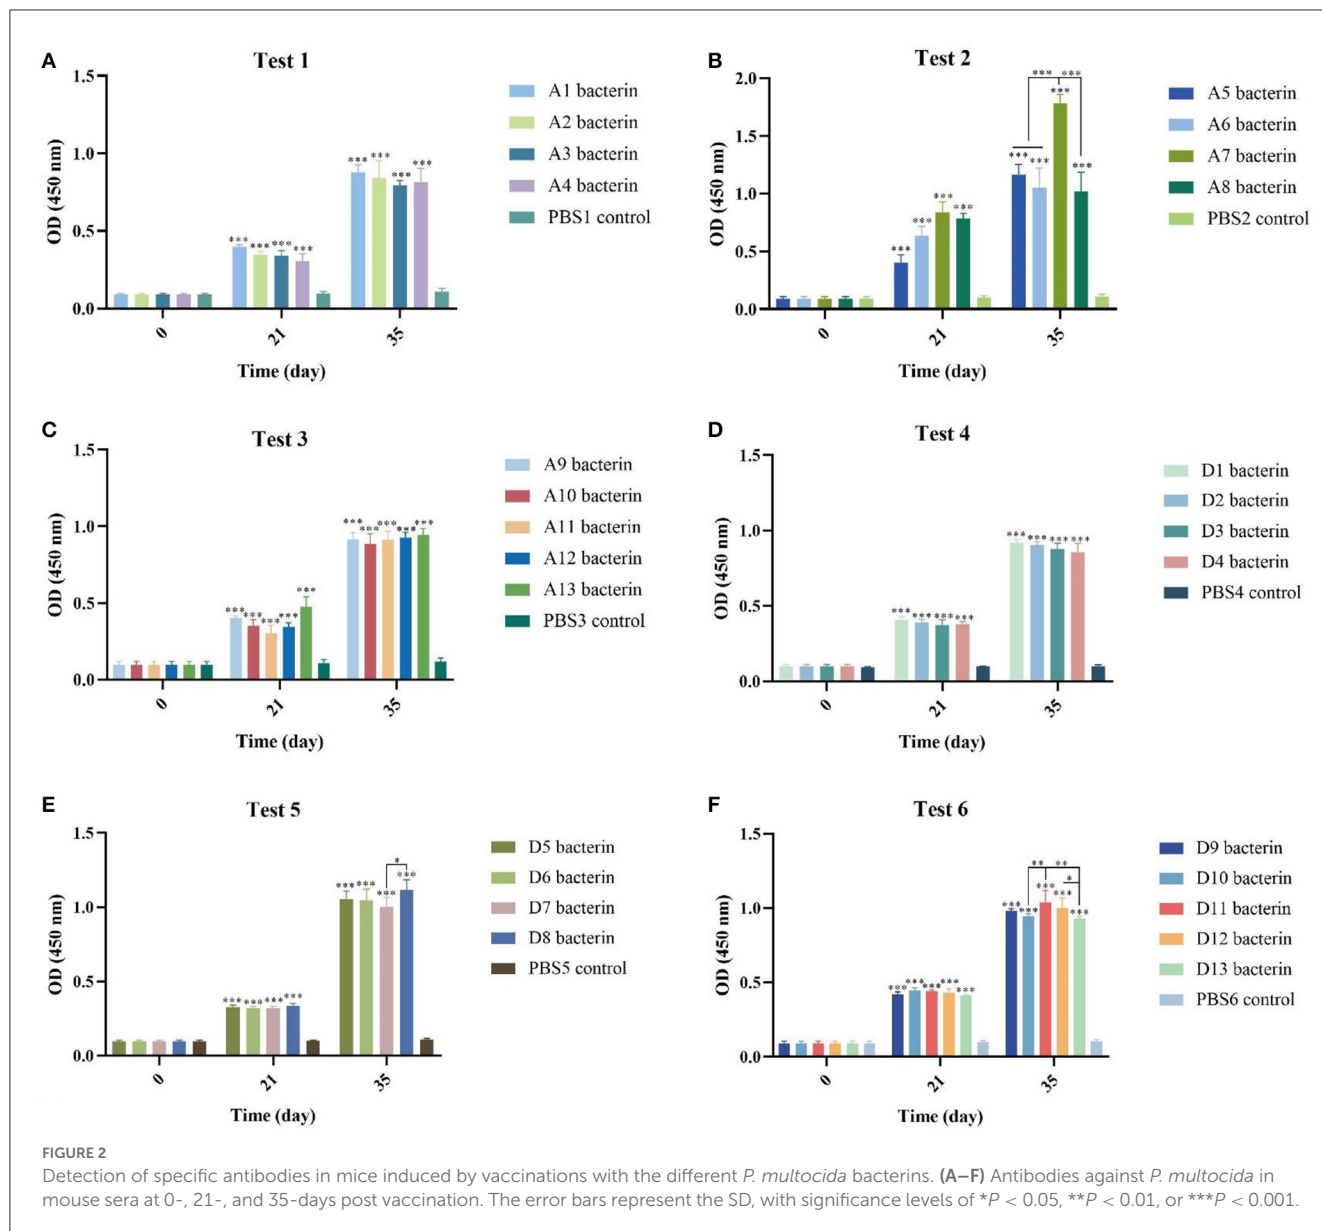 A
Test 1
1.5
1.0
0.5
0.0
OD (450 nm)
***
***
***
***
***
***
***
***
0
21
35
Time (day)
A1 bacterin
A2 bacterin
A3 bacterin
A4 bacterin
PBS1 control
B
Test 2
2.0
1.5
1.0
0.5
0.0
OD (450 nm)
*** ***
***
***
***
***
***
***
***
***
0
21
35
Time (day)
A5 bacterin
A6 bacterin
A7 bacterin
A8 bacterin
PBS2 control
C
Test 3
1.5
1.0
0.5
0.0
OD (450 nm)
***
***
***
***
***
***
***
***
***
***
0
21
35
Time (day)
A9 bacterin
A10 bacterin
A11 bacterin
A12 bacterin
A13 bacterin
PBS3 control
D
Test 4
1.5
1.0
0.5
0.0
OD (450 nm)
***
***
***
***
***
***
***
***
0
21
35
Time (day)
D1 bacterin
D2 bacterin
D3 bacterin
D4 bacterin
PBS4 control
E
Test 5
1.5
1.0
0.5
0.0
OD (450 nm)
*
***
***
***
***
***
***
***
***
0
21
35
Time (day)
D5 bacterin
D6 bacterin
D7 bacterin
D8 bacterin
PBS5 control
F
Test 6
1.5
1.0
0.5
0.0
OD (450 nm)
** **
*
***
***
***
***
***
***
***
***
***
***
0
21
35
Time (day)
D9 bacterin
D10 bacterin
D11 bacterin
D12 bacterin
D13 bacterin
PBS6 control
FIGURE 2
Detection of specific antibodies in mice induced by vaccinations with the different P. multocida bacterins. (A–F) Antibodies against P. multocida in
mouse sera at 0-, 21-, and 35-days post vaccination. The error bars represent the SD, with significance levels of *P < 0.05, **P < 0.01, or ***P < 0.001.